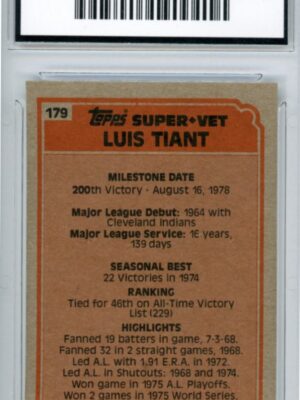 179
Topps SUPER•VET
LUIS TIANT
MILESTONE DATE
200th Victory - August 16, 1978
Major League Debut: 1964 with
Cleveland Indians
Major League Service: 16 years,
139 days
SEASONAL BEST
22 Victories in 1974
RANKING
Tied for 46th on All-Time Victory
List (229)
HIGHLIGHTS
Fanned 19 batters in game, 7-3-68.
Fanned 32 in 2 straight games, 1968.
Led A.L. with 1.91 E.R.A. in 1972.
Led A.L. in Shutouts: 1968 and 1974.
Won game in 1975 A.L. Playoffs.
Won 2 games in 1975 World Series.